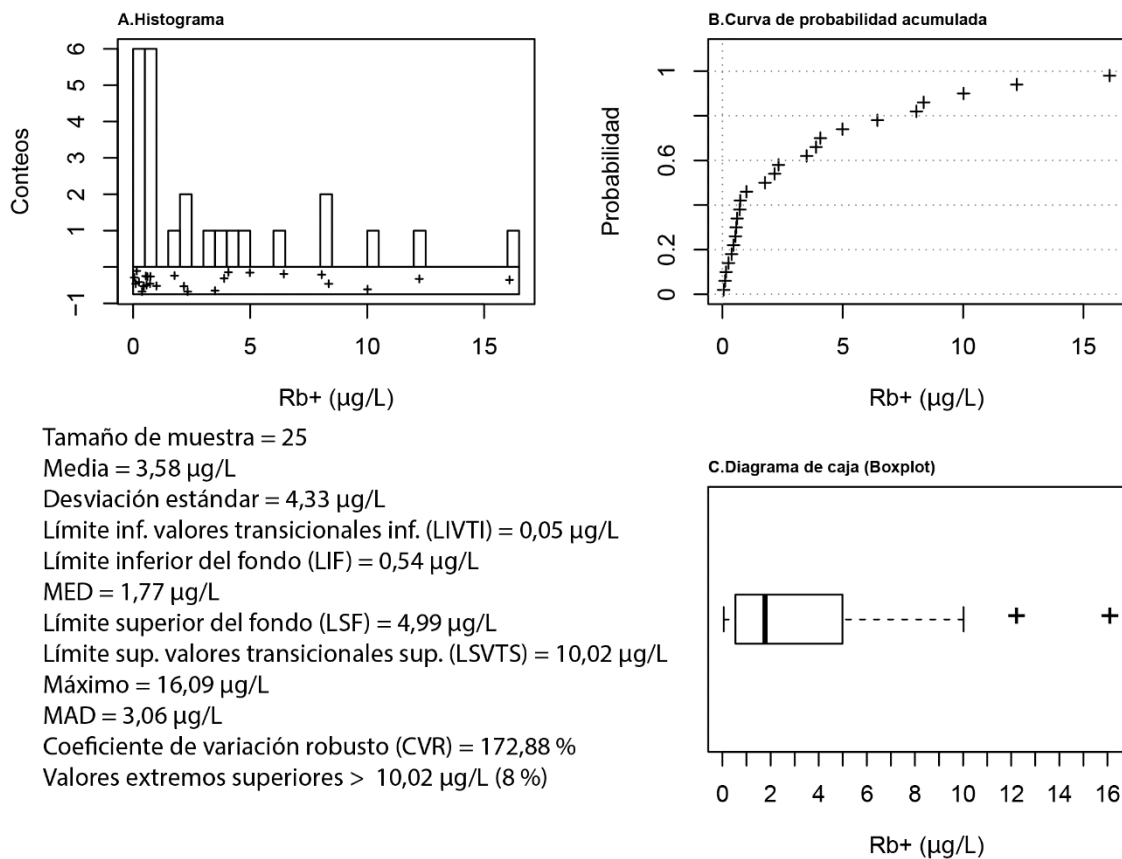 A.Histograma
6
5
4
3
2
1
−1
Conteos
0 5 10 15
Rb+ (µg/L)
B.Curva de probabilidad acumulada
1
0.6
0.2
0
Probabilidad
0 5 10 15
Rb+ (µg/L)
Tamaño de muestra = 25
Media = 3,58 µg/L
Desviación estándar = 4,33 µg/L
Límite inf. valores transicionales inf. (LIVTI) = 0,05 µg/L
Límite inferior del fondo (LIF) = 0,54 µg/L
MED = 1,77 µg/L
Límite superior del fondo (LSF) = 4,99 µg/L
Límite sup. valores transicionales sup. (LSVTS) = 10,02 µg/L
Máximo = 16,09 µg/L
MAD = 3,06 µg/L
Coeficiente de variación robusto (CVR) = 172,88 %
Valores extremos superiores > 10,02 µg/L (8 %)
C.Diagrama de caja (Boxplot)
0 2 4 6 8 10 12 14 16
Rb+ (µg/L)